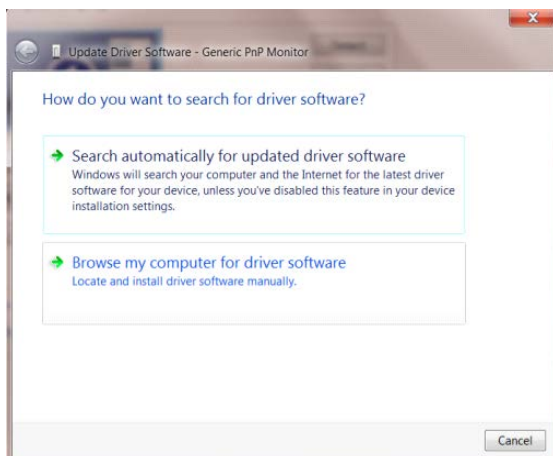 Update Driver Software - Generic PnP Monitor
How do you want to search for driver software?
Search automatically for updated driver software
Windows will search your computer and the Internet for the latest driver
software for your device, unless you've disabled this feature in your device
installation settings.
Browse my computer for driver software
Locate and install driver software manually.
Cancel